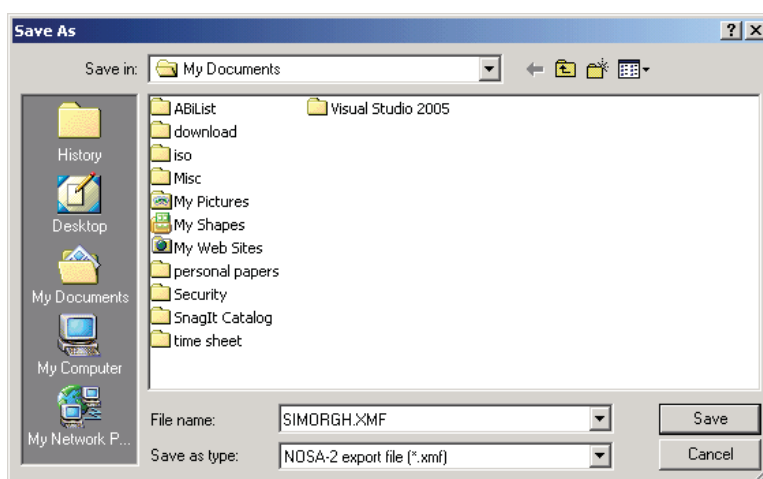 Save As
Save in: My Documents
History
Desktop
My Documents
My Computer
My Network P...
ABiList
download
iso
Misc
My Pictures
My Shapes
My Web Sites
personal papers
Security
SnagIt Catalog
time sheet
Visual Studio 2005
File name: SIMORGH.XMF
Save
Save as type: NOSA-2 export file (*.xmf)
Cancel